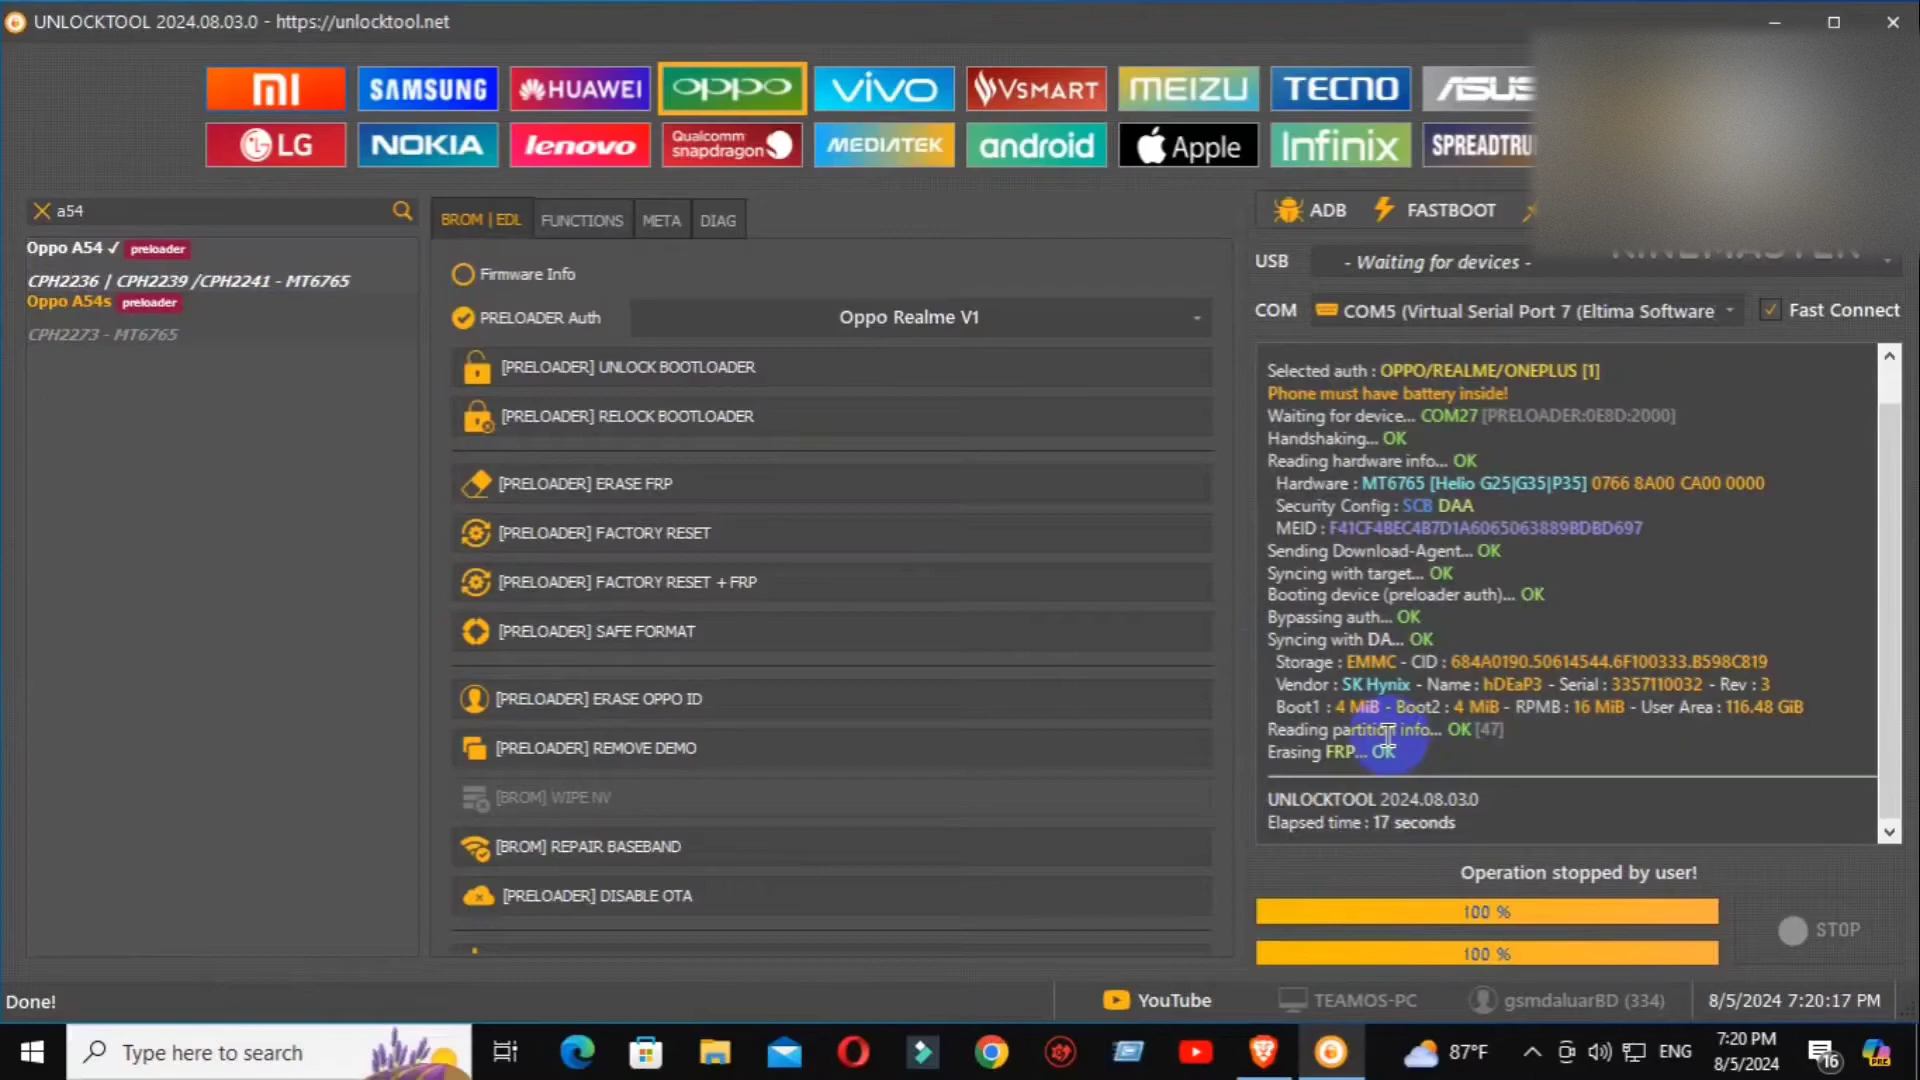 UNLOCKTOOL 2024.08.03.0 - https://unlocktool.net
MI SAMSUNG HUAWEI oppo vivo VSMART MEIZU TECNO ASUS
LG NOKIA lenovo Qualcomm snapdragon MEDIATEK android Apple Infinix SPREADTRU
a54
Oppo A54 ✓ preloader
CPH2236 | CPH2239 /CPH2241 - MT6765
Oppo A54s preloader
CPH2273 - MT6765
BROM | EDL FUNCTIONS META DIAG
Firmware Info
PRELOADER Auth Oppo Realme V1
[PRELOADER] UNLOCK BOOTLOADER
[PRELOADER] RELOCK BOOTLOADER
[PRELOADER] ERASE FRP
[PRELOADER] FACTORY RESET
[PRELOADER] FACTORY RESET + FRP
[PRELOADER] SAFE FORMAT
[PRELOADER] ERASE OPPO ID
[PRELOADER] REMOVE DEMO
[BROM] WIPE NV
[BROM] REPAIR BASEBAND
[PRELOADER] DISABLE OTA
ADB FASTBOOT
KINEMASTER
USB - Waiting for devices -
COM COM5 (Virtual Serial Port 7 (Eltima Software ✓ Fast Connect
Selected auth : OPPO/REALME/ONEPLUS [1]
Phone must have battery inside!
Waiting for device... COM27 [PRELOADER:0E8D:2000]
Handshaking... OK
Reading hardware info... OK
Hardware : MT6765 [Helio G25|G35|P35] 0766 8A00 CA00 0000
Security Config : SCB DAA
MEID : F41CF4BEC4B7D1A6065063889BDBD697
Sending Download-Agent... OK
Syncing with target... OK
Booting device (preloader auth)... OK
Bypassing auth... OK
Syncing with DA... OK
Storage : EMMC - CID : 684A0190.50614544.6F100333.B598C819
Vendor : SK Hynix - Name : hDEaP3 - Serial : 3357110032 - Rev : 3
Boot1 : 4 MiB - Boot2 : 4 MiB - RPMB : 16 MiB - User Area : 116.48 GiB
Reading partition info... OK [47]
Erasing FRP... OK
UNLOCKTOOL 2024.08.03.0
Elapsed time : 17 seconds
Operation stopped by user!
100 %
100 %
STOP
Done!
YouTube TEAMOS-PC gsmdaluarBD (334) 8/5/2024 7:20:17 PM
Type here to search
87°F ENG 7:20 PM
8/5/2024
16
PRE